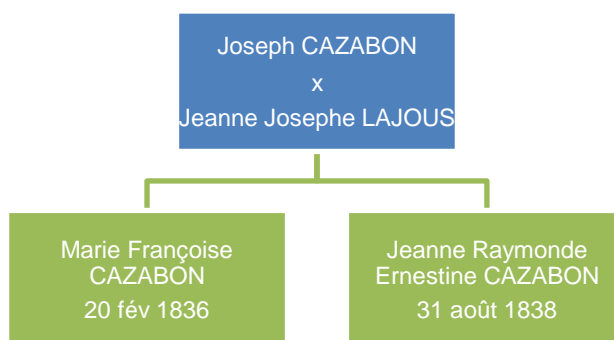 Joseph CAZABON
x
Jeanne Josephe LAJOUS
Marie Françoise
CAZABON
20 fév 1836
Jeanne Raymonde
Ernestine CAZABON
31 août 1838